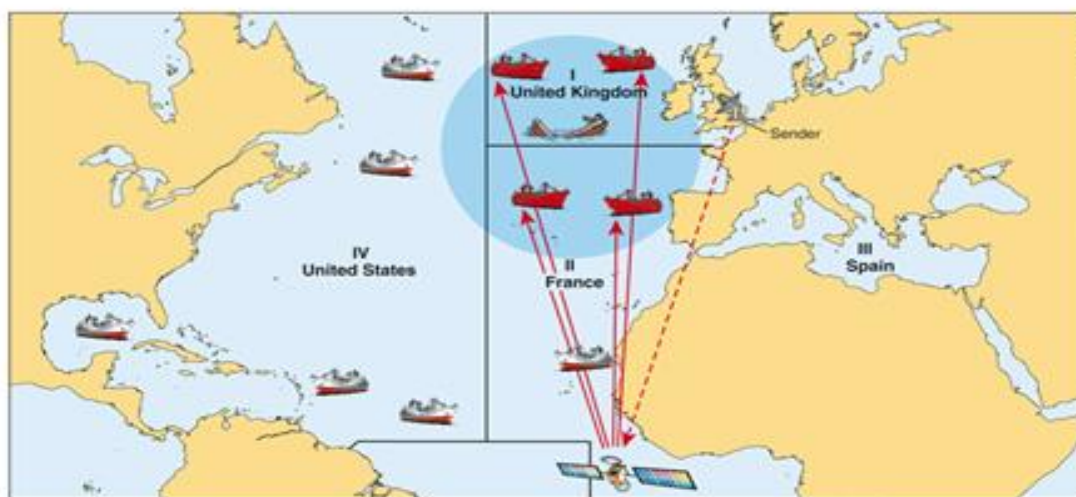 I
United Kingdom
Sender
IV
United States
II
France
III
Spain